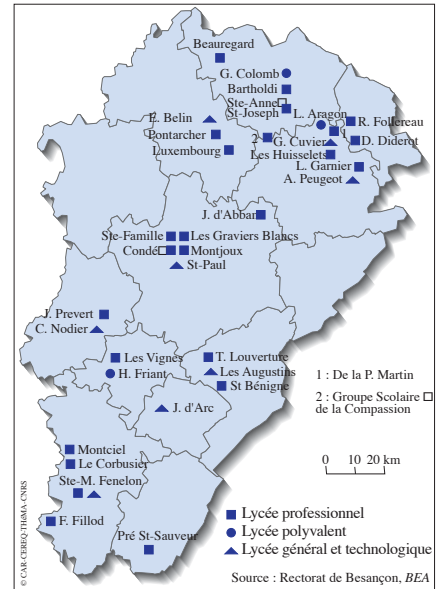 Beauregard
G. Colomb
Bartholdi
Ste-Anne
St-Joseph
L. Aragon
R. Follereau
E. Belin
Pontarcher
2
G. Cuvier
1
D. Diderot
Luxembourg
Les Huisselets
L. Garnier
A. Peugeot
J. d'Abbans
Ste-Famille
Les Graviers Blancs
Condé
Montjoux
St-Paul
J. Prevert
C. Nodier
Les Vignes
T. Louverture
H. Friant
Les Augustins
St Bénigne
1 : De la P. Martin
2 : Groupe Scolaire
de la Compassion
J. d'Arc
Montciel
Le Corbusier
Ste-M. Fenelon
0 10 20 km
F. Fillod
Pré St-Sauveur
Lycée professionnel
Lycée polyvalent
Lycée général et technologique
© CAR-CEREQ-THéMA-CNRS
Source : Rectorat de Besançon, BEA